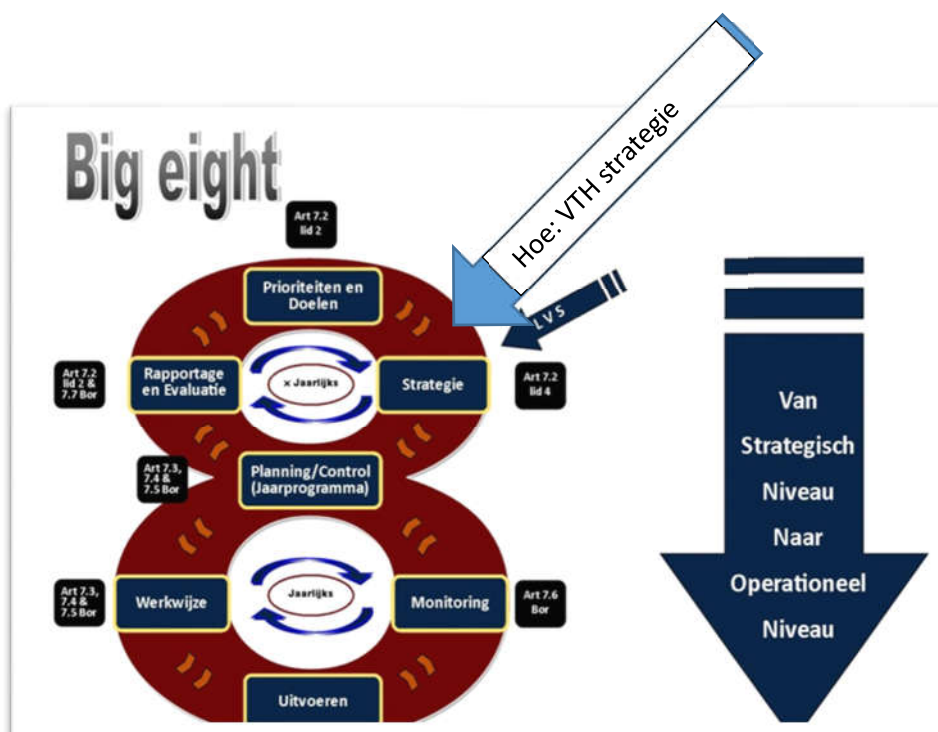 Big eight
Hoe: VTH strategie
LVS
Art 7.2
lid 2
Prioriteiten en
Doelen
Art 7.2
lid 2 &
7.7 Bor
Rapportage
en Evaluatie
x Jaarlijks
Strategie
Art 7.2
lid 4
Art 7.3,
7.4 &
7.5 Bor
Planning/Control
(Jaarprogramma)
Art 7.3,
7.4 &
7.5 Bor
Werkwijze
Jaarlijks
Monitoring
Art 7.6
Bor
Uitvoeren
Van
Strategisch
Niveau
Naar
Operationeel
Niveau